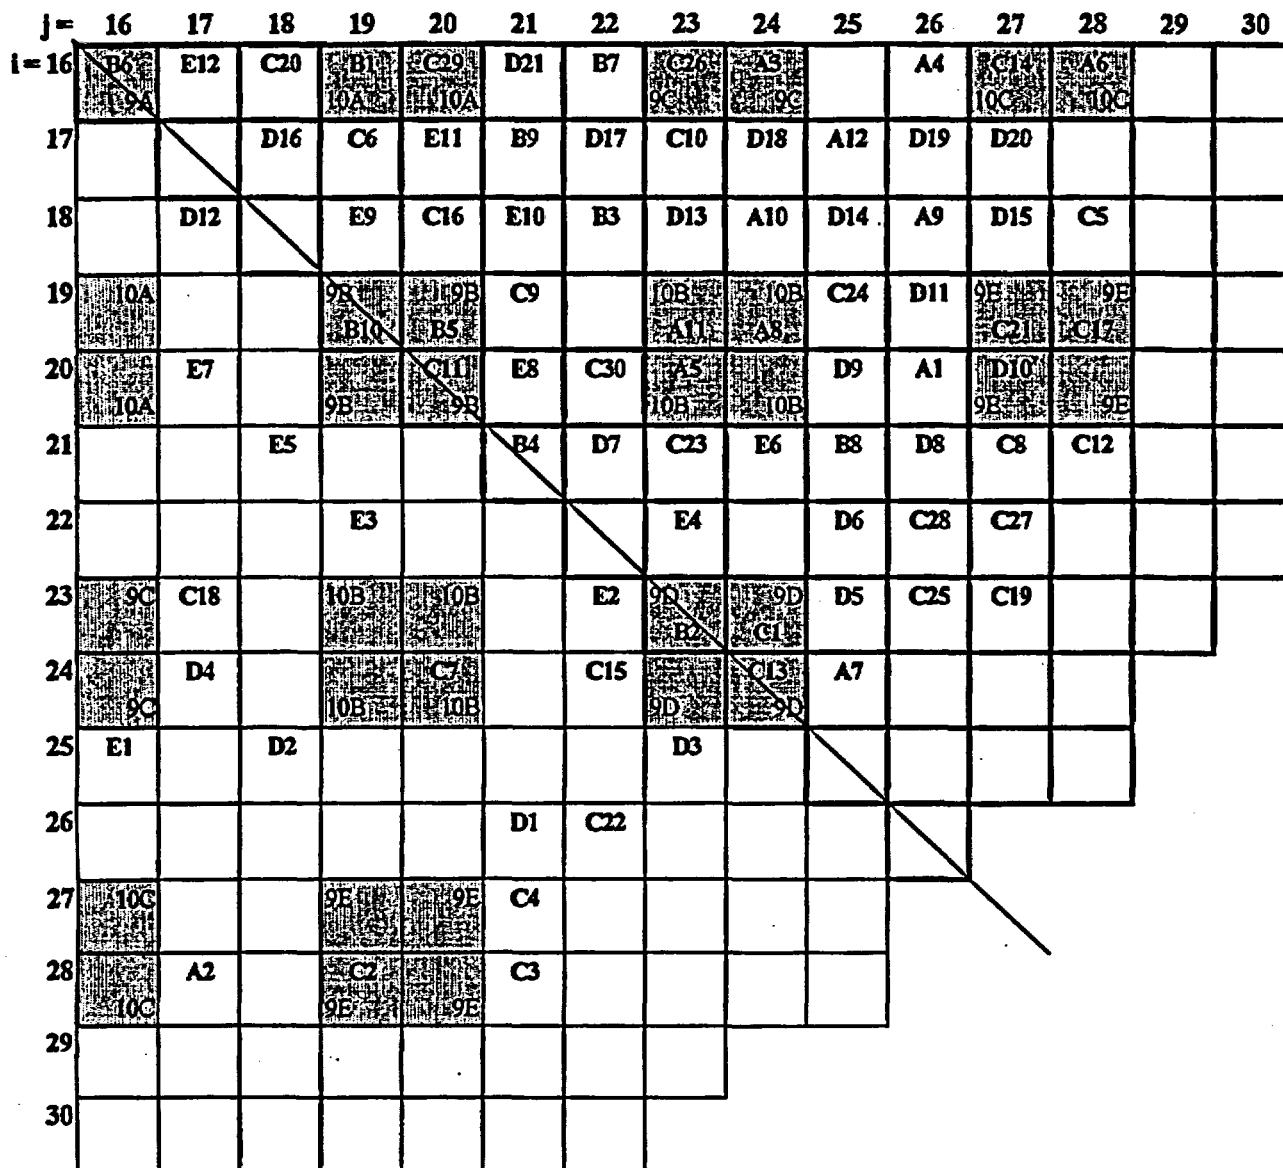 j = 16 17 18 19 20 21 22 23 24 25 26 27 28 29 30
i = 16 B6 E12 C20 B1 C29 D21 B7 C26 A3 A4 C14 A6
9A 10A 10A 9C 9C 10C 10C
17 D16 C6 E11 B9 D17 C10 D18 A12 D19 D20
18 D12 E9 C16 E10 B3 D13 A10 D14 A9 D15 C5
19 10A 9B 9B C9 10B 10B C24 D11 9E 9E
B10 B5 A11 A8 C21 C17
20 E7 C11 E8 C30 A5 D9 A1 D10
10A 9B 9B 10B 10B 9E 9E
21 E5 B4 D7 C23 E6 B8 D8 C8 C12
22 E3 E4 D6 C28 C27
23 9C C18 10B 10B E2 9D 9D D5 C25 C19
B2 C1
24 D4 C7 C15 C13 A7
9C 10B 10B 9D 9D
25 E1 D2 D3
26 D1 C22
27 10C 9E 9E C4
28 A2 C2 C3
10C 9E 9E
29
30